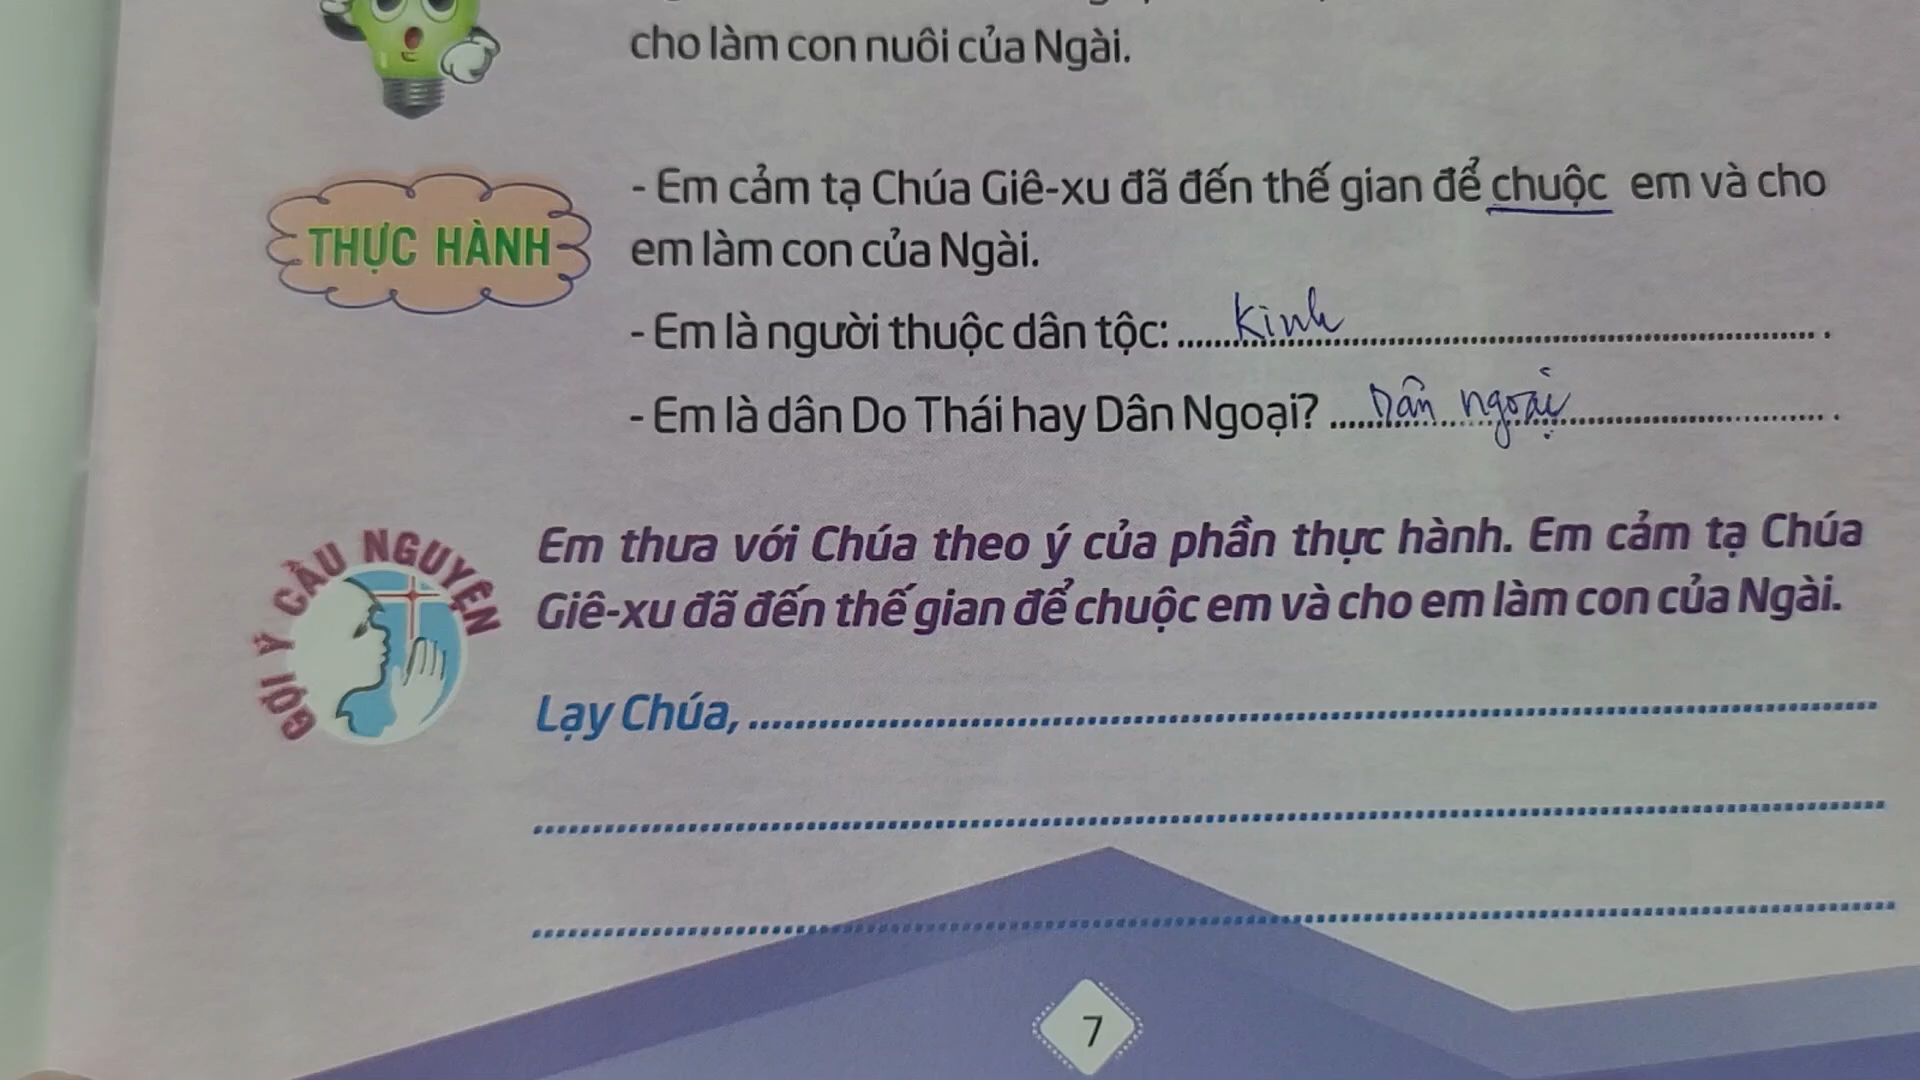 cho làm con nuôi của Ngài.
THỰC HÀNH
- Em cảm tạ Chúa Giê-xu đã đến thế gian để chuộc em và cho
em làm con của Ngài.
- Em là người thuộc dân tộc: ..... Kinh ..... .
- Em là dân Do Thái hay Dân Ngoại? ..... Dân ngoại ..... .
GỢI Ý CẦU NGUYỆN
Em thưa với Chúa theo ý của phần thực hành. Em cảm tạ Chúa
Giê-xu đã đến thế gian để chuộc em và cho em làm con của Ngài.
Lạy Chúa, .....
7